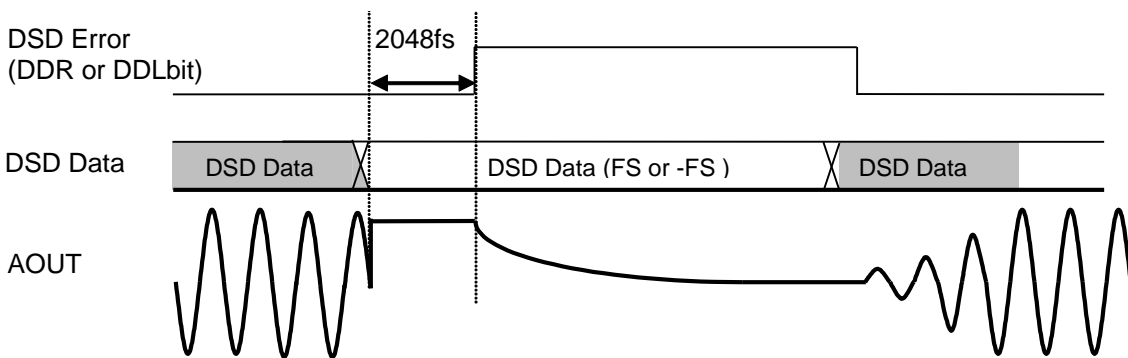 DSD Error
(DDR or DDLbit)
2048fs
DSD Data
DSD Data
DSD Data (FS or -FS )
DSD Data
AOUT